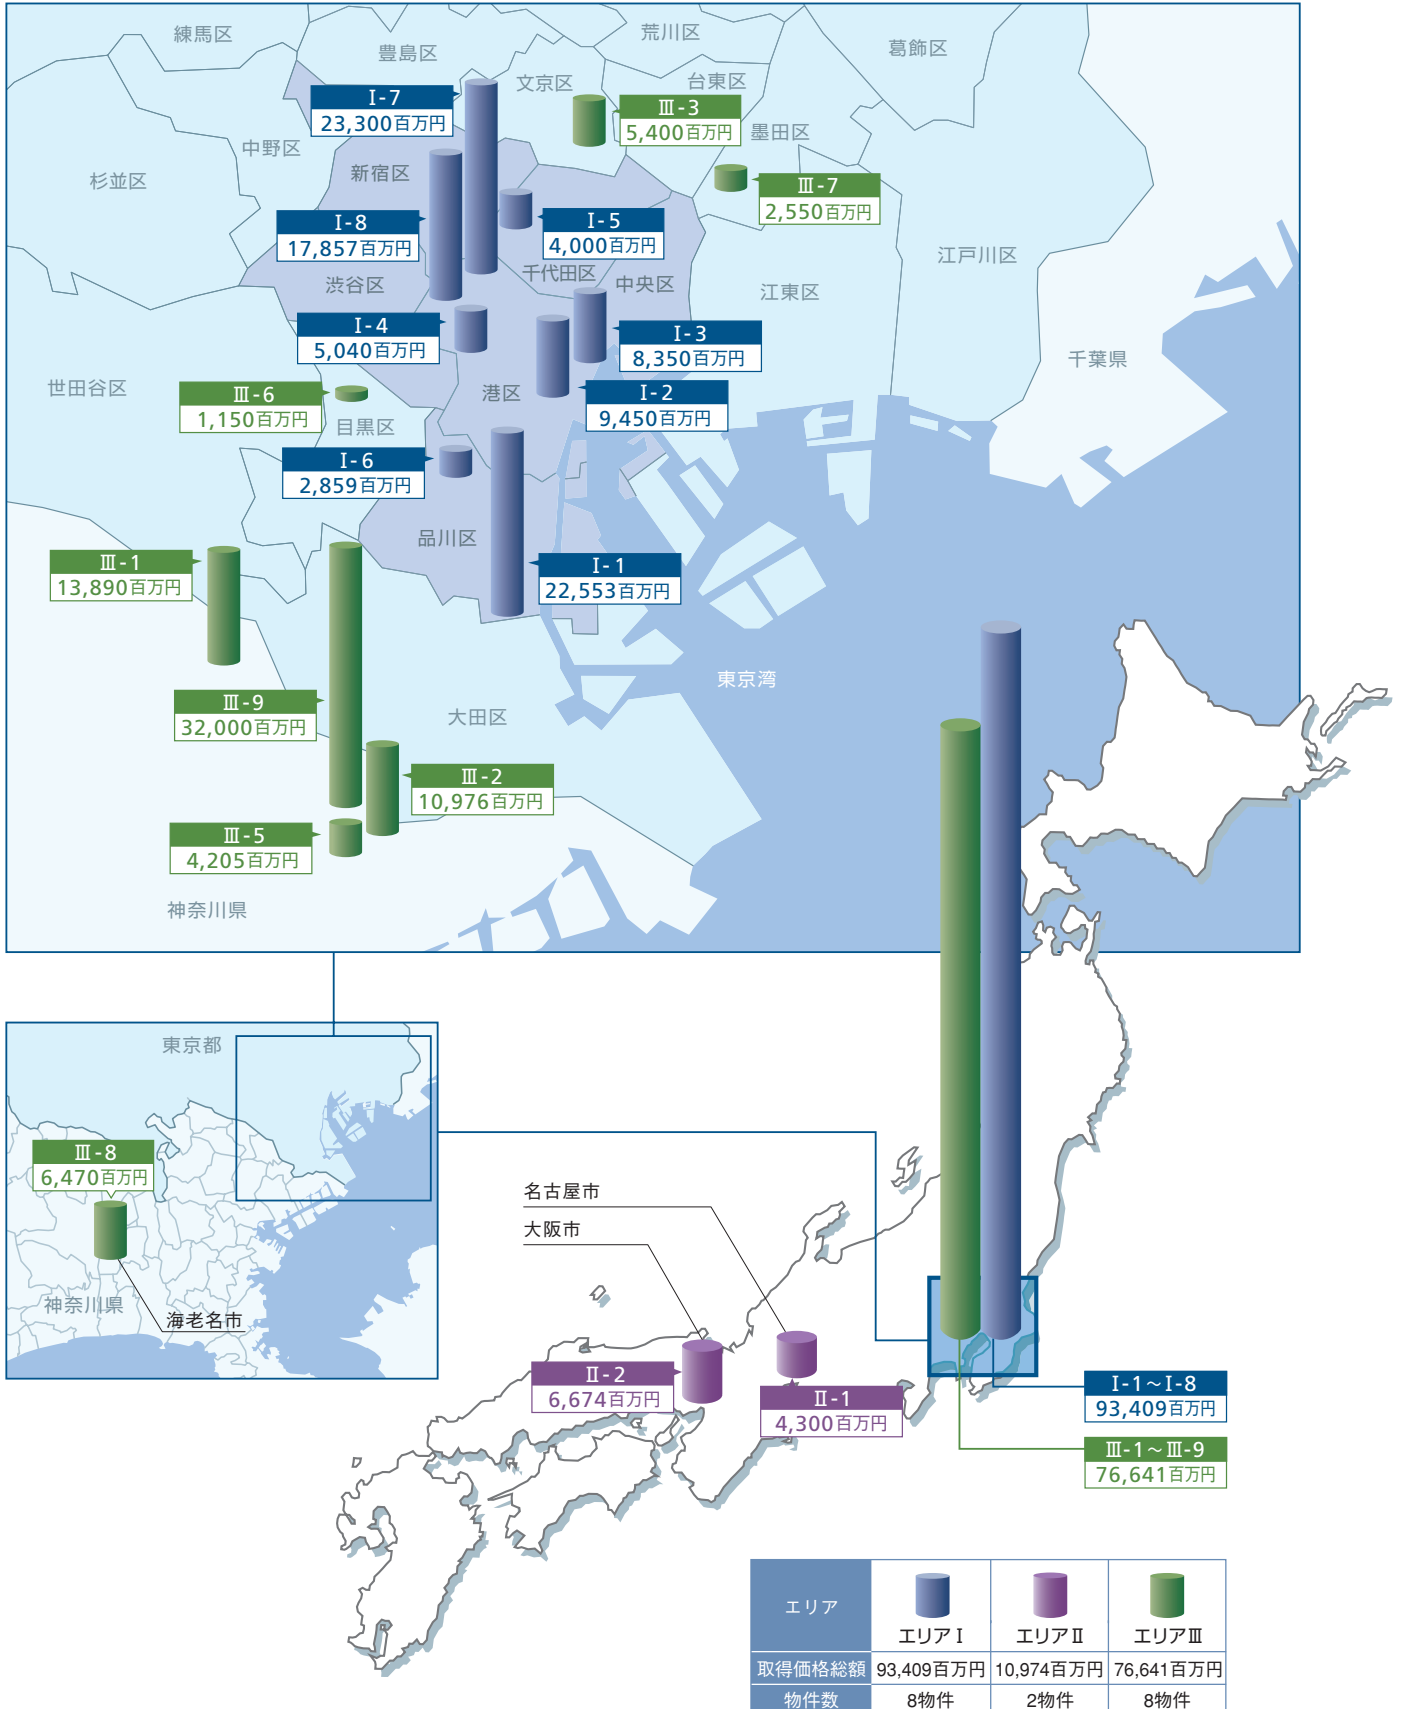 練馬区
豊島区
荒川区
葛飾区
文京区
台東区
I-7
23,300百万円
Ⅲ-3
5,400百万円
墨田区
中野区
新宿区
杉並区
Ⅲ-7
2,550百万円
I-8
17,857百万円
I-5
4,000百万円
千代田区
中央区
江戸川区
渋谷区
江東区
I-4
5,040百万円
I-3
8,350百万円
千葉県
世田谷区
Ⅲ-6
1,150百万円
港区
I-2
9,450百万円
目黒区
I-6
2,859百万円
品川区
Ⅲ-1
13,890百万円
I-1
22,553百万円
東京湾
Ⅲ-9
32,000百万円
大田区
Ⅲ-2
10,976百万円
Ⅲ-5
4,205百万円
神奈川県
東京都
Ⅲ-8
6,470百万円
神奈川県
海老名市
名古屋市
大阪市
Ⅱ-2
6,674百万円
Ⅱ-1
4,300百万円
I-1～I-8
93,409百万円
Ⅲ-1～Ⅲ-9
76,641百万円
エリア
エリアⅠ エリアⅡ エリアⅢ
取得価格総額 93,409百万円 10,974百万円 76,641百万円
物件数 8物件 2物件 8物件